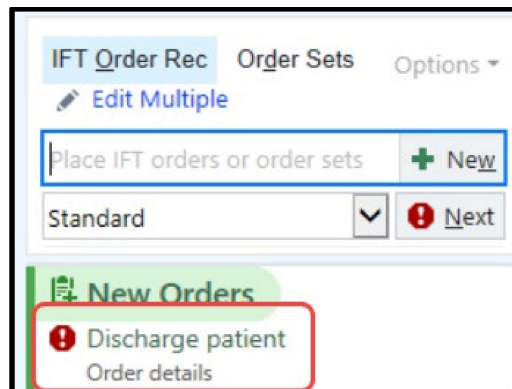 IFT Order Rec Order Sets Options
Edit Multiple
Place IFT orders or order sets New
Standard Next
New Orders
Discharge patient
Order details